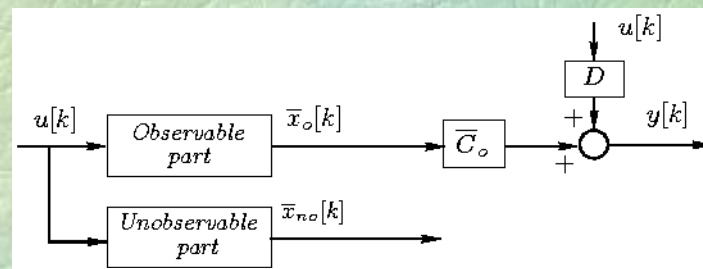 u[k]
D
u[k]
Observable
part
x̅ₒ[k]
C̅ₒ
+
+
y[k]
Unobservable
part
x̅ₙₒ[k]